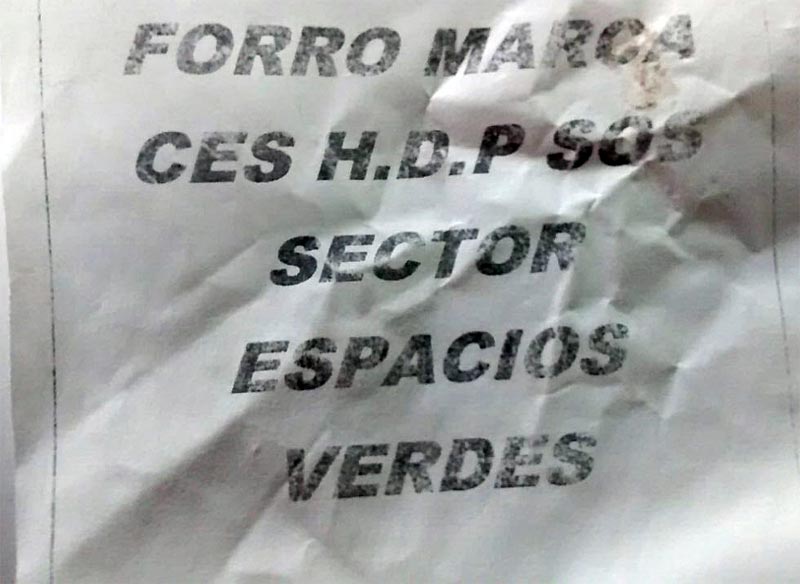 FORRO MARCA
CES H.D.P SOS
SECTOR
ESPACIOS
VERDES